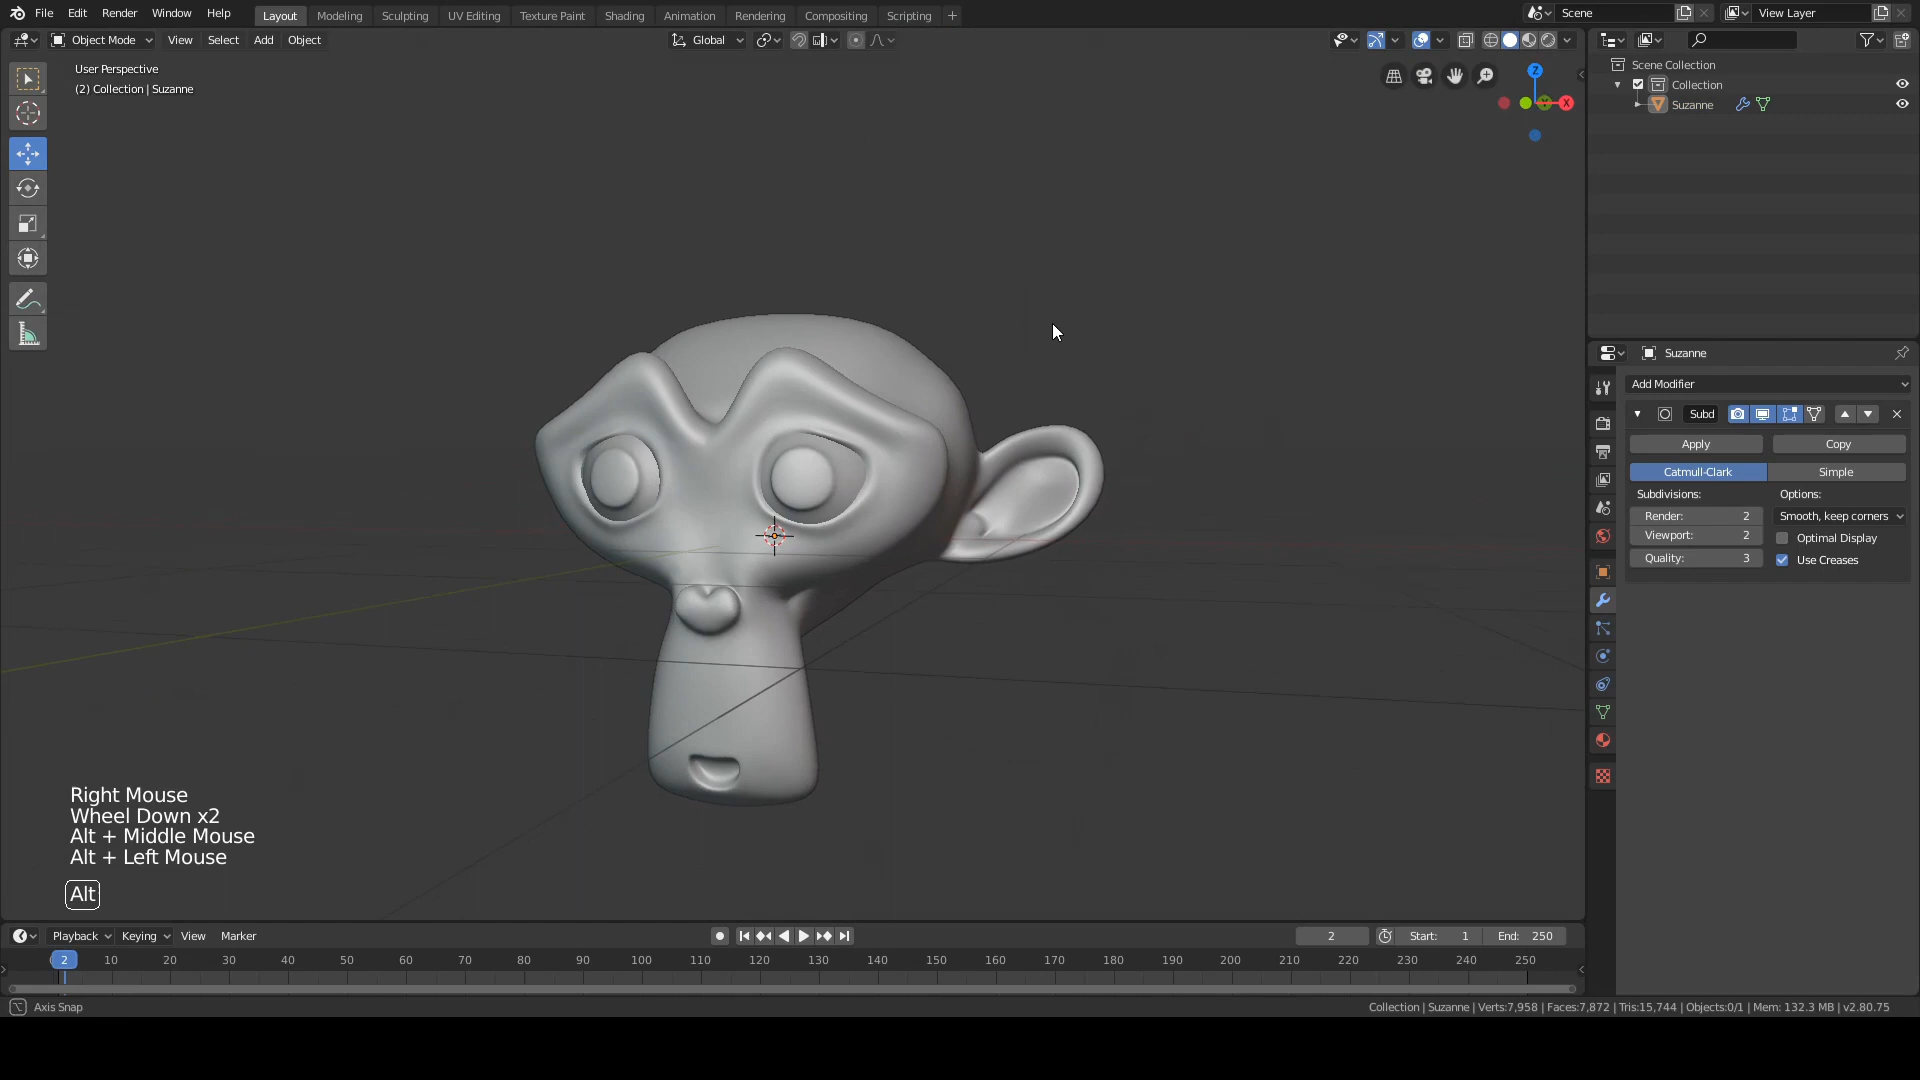 File Edit Render Window Help Layout Modeling Sculpting UV Editing Texture Paint Shading Animation Rendering Compositing Scripting + Scene View Layer
Object Mode View Select Add Object Global
User Perspective
(2) Collection | Suzanne
Z
Y
X
Scene Collection
Collection
Suzanne
Suzanne
Add Modifier
Subd
Apply Copy
Catmull-Clark Simple
Subdivisions: Options:
Render: 2 Smooth, keep corners
Viewport: 2 Optimal Display
Quality: 3 Use Creases
Right Mouse
Wheel Down x2
Alt + Middle Mouse
Alt + Left Mouse
Alt
Playback Keying View Marker 2 Start: 1 End: 250
2 10 20 30 40 50 60 70 80 90 100 110 120 130 140 150 160 170 180 190 200 210 220 230 240 250
Axis Snap Collection | Suzanne | Verts:7,958 | Faces:7,872 | Tris:15,744 | Objects:0/1 | Mem: 132.3 MB | v2.80.75